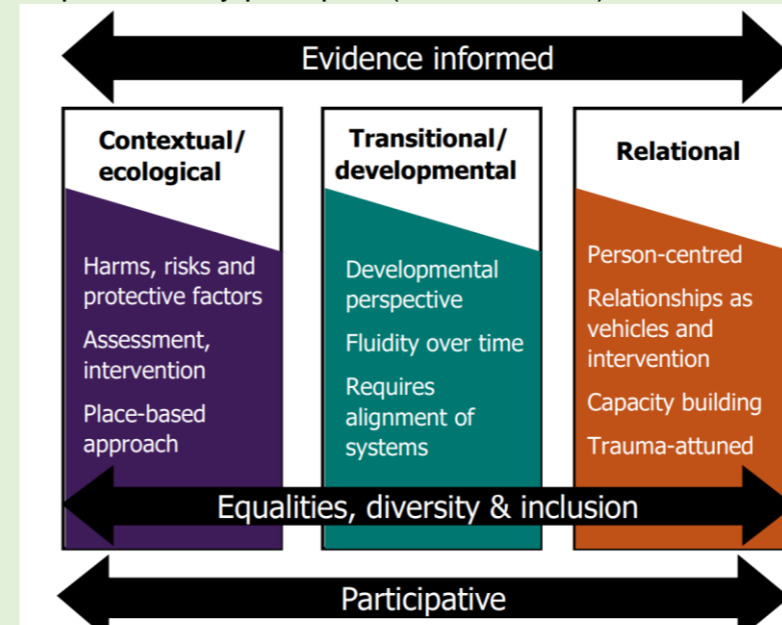 Evidence informed
Contextual/
ecological
Harms, risks and
protective factors
Assessment,
intervention
Place-based
approach
Transitional/
developmental
Developmental
perspective
Fluidity over time
Requires
alignment of
systems
Relational
Person-centred
Relationships as
vehicles and
intervention
Capacity building
Trauma-attuned
Equalities, diversity & inclusion
Participative